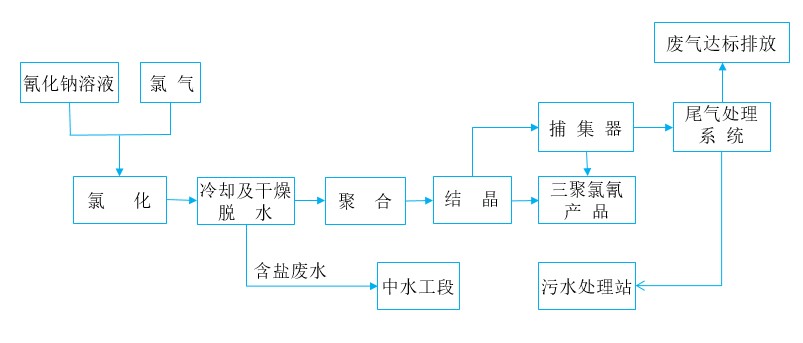 废气达标排放
氰化钠溶液
氯 气
捕 集 器
尾气处理
系 统
氯 化
冷却及干燥
脱 水
聚 合
结 晶
三聚氯氰
产 品
含盐废水
中水工段
污水处理站